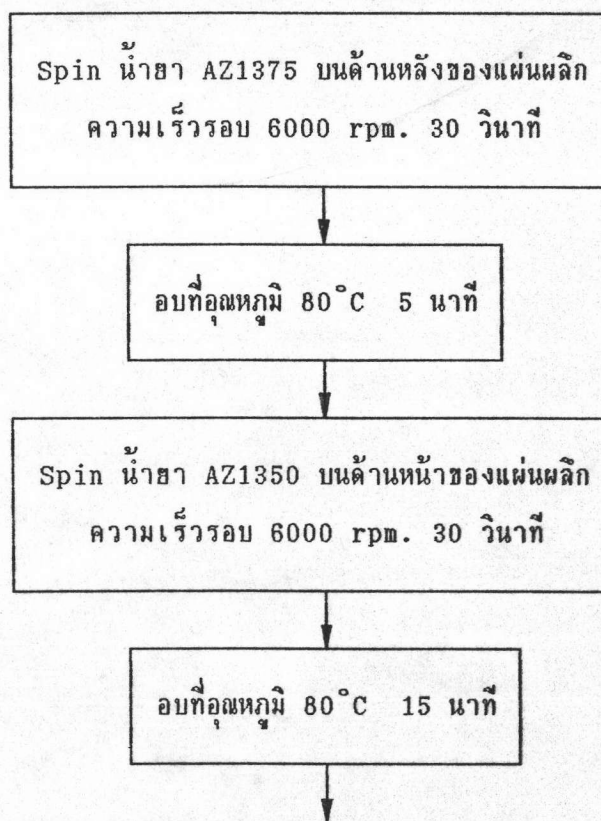 Spin น้ำยา AZ1375 บนด้านหลังของแผ่นผลึก
ความเร็วรอบ 6000 rpm. 30 วินาที
อบที่อุณหภูมิ 80°C 5 นาที
Spin น้ำยา AZ1350 บนด้านหน้าของแผ่นผลึก
ความเร็วรอบ 6000 rpm. 30 วินาที
อบที่อุณหภูมิ 80°C 15 นาที